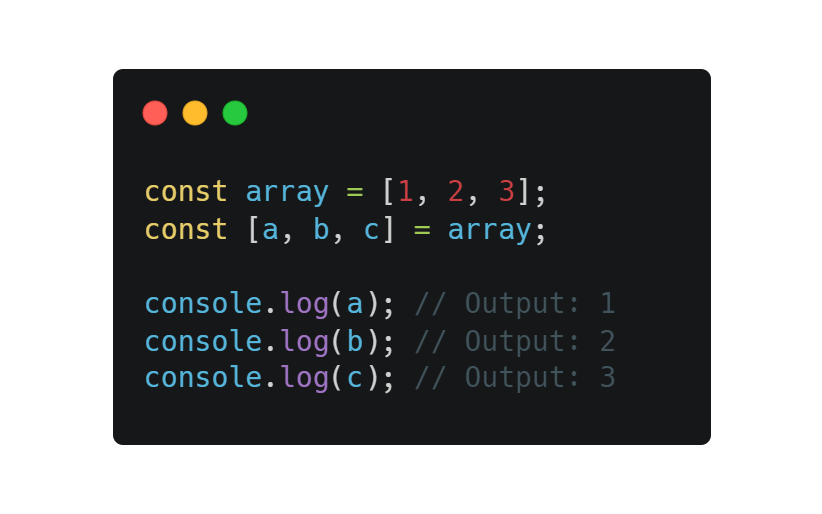 const array = [1, 2, 3];
const [a, b, c] = array;
console.log(a); // Output: 1
console.log(b); // Output: 2
console.log(c); // Output: 3